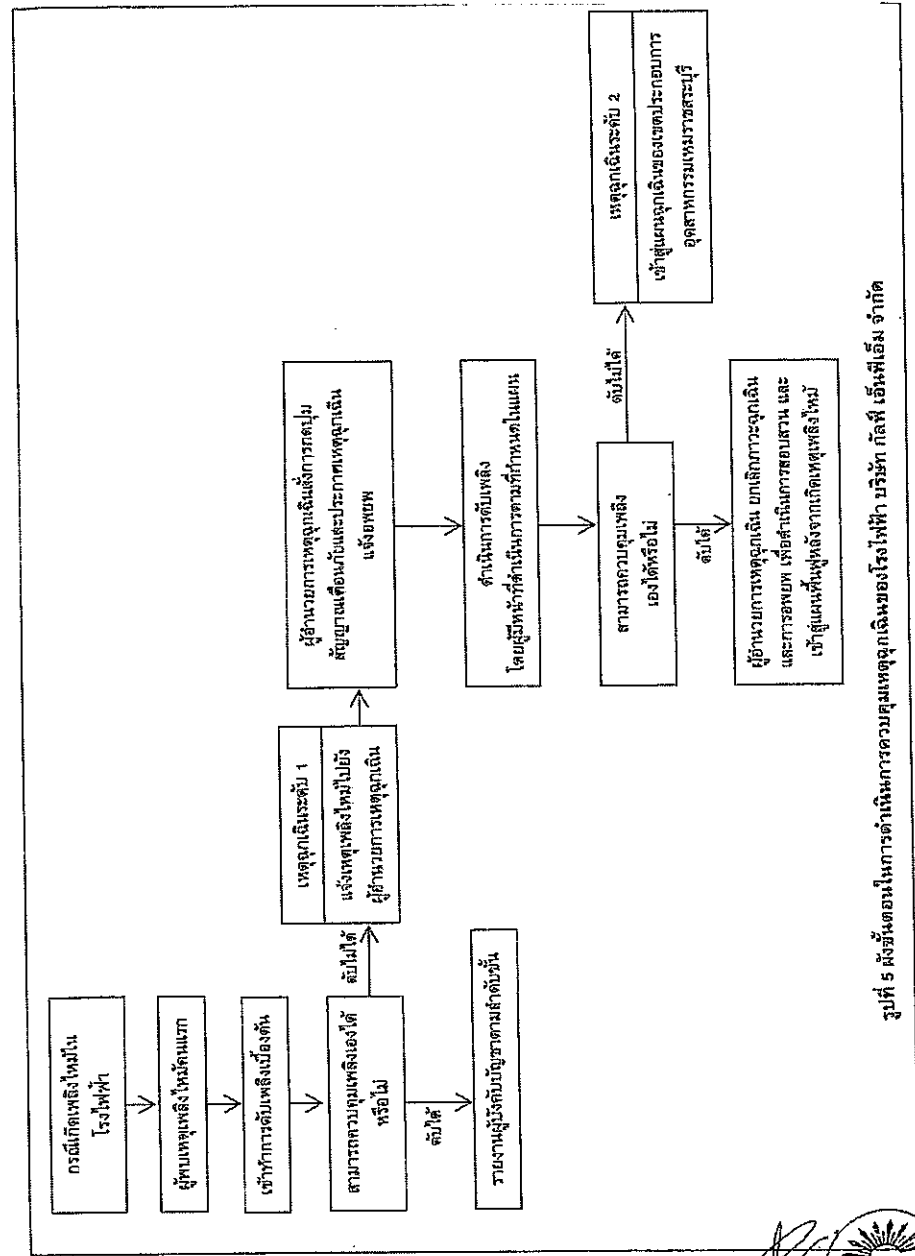 กรณีเกิดเพลิงไหม้ใน
โรงไฟฟ้า
ผู้พบเหตุเพลิงไหม้คนแรก
เข้าทำการดับเพลิงเบื้องต้น
สามารถควบคุมเพลิงเองได้
หรือไม่
ดับได้
รายงานผู้บังคับบัญชาตามลำดับขั้น
ดับไม่ได้
เหตุฉุกเฉินระดับ 1
แจ้งเหตุเพลิงไหม้ไปยัง
ผู้อำนวยการเหตุฉุกเฉิน
ผู้อำนวยการเหตุฉุกเฉินสั่งการกดปุ่ม
สัญญาณเตือนภัยและประกาศเหตุฉุกเฉิน
แจ้งอพยพ
ดำเนินการดับเพลิง
โดยผู้มีหน้าที่ดำเนินการตามที่กำหนดในแผน
สามารถควบคุมเพลิง
เองได้หรือไม่
ดับได้
ผู้อำนวยการเหตุฉุกเฉิน ยกเลิกภาวะฉุกเฉิน
และการอพยพ เพื่อดำเนินการสอบสวน และ
เข้าสู่แผนฟื้นฟูหลังจากเกิดเหตุเพลิงไหม้
ดับไม่ได้
เหตุฉุกเฉินระดับ 2
เข้าสู่แผนฉุกเฉินของเขตประกอบการ
อุตสาหกรรมเหมราชสระบุรี
รูปที่ 5 ผังขั้นตอนในการดำเนินการควบคุมเหตุฉุกเฉินของโรงไฟฟ้า บริษัท กัลฟ์ เอ็นพีเอ็ม จำกัด